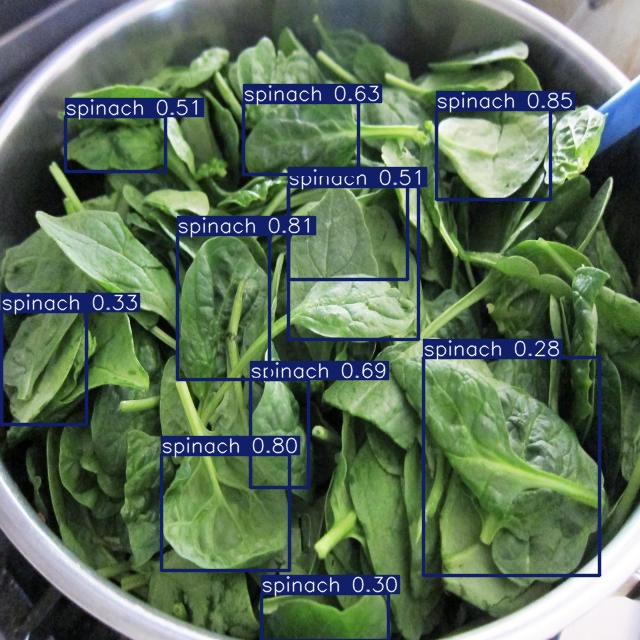 spinach 0.51
spinach 0.63
spinach 0.85
spinach 0.51
spinach 0.81
spinach 0.33
spinach 0.28
spinach 0.69
spinach 0.80
spinach 0.30